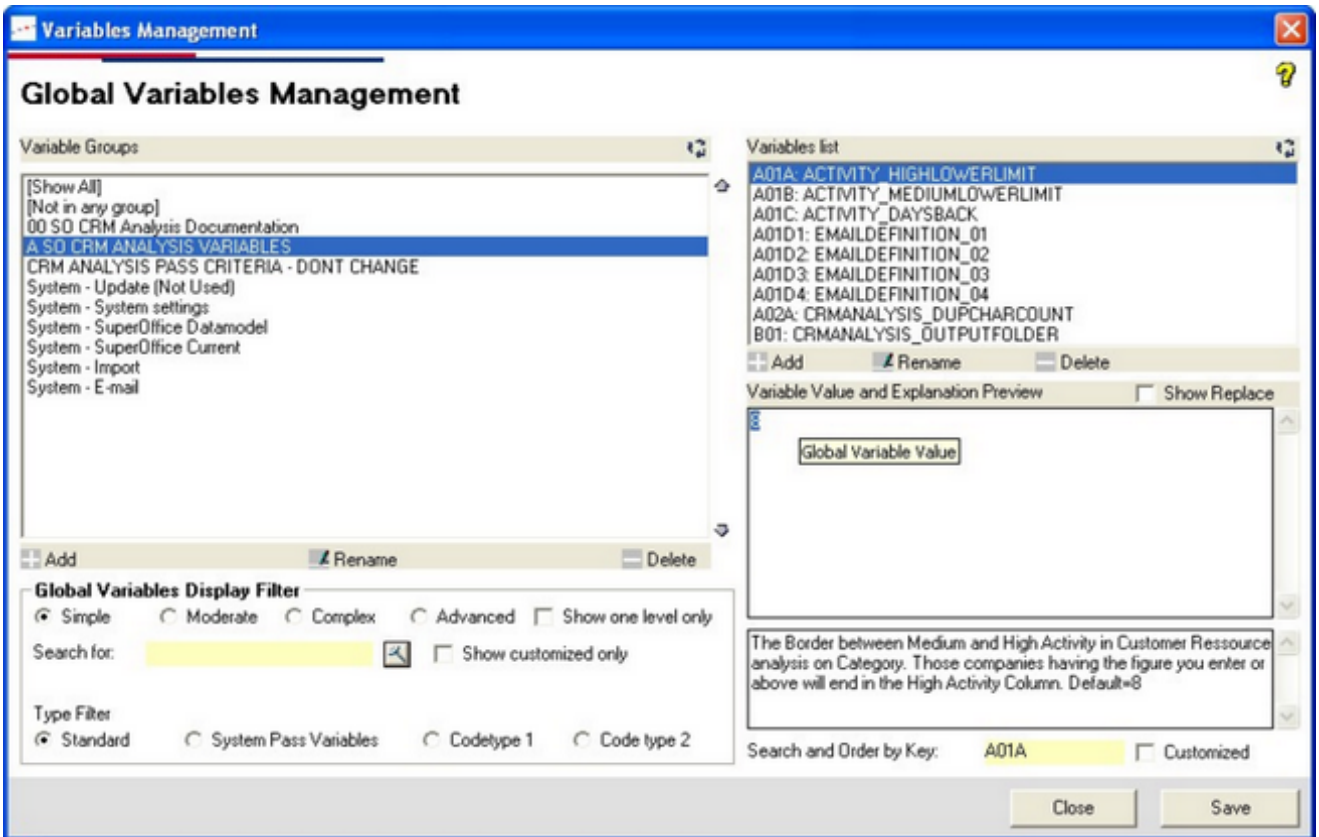 Variables Management
Global Variables Management
Variable Groups
[Show All]
[Not in any group]
00 SO CRM Analysis Documentation
A SO CRM ANALYSIS VARIABLES
CRM ANALYSIS PASS CRITERIA - DONT CHANGE
System - Update (Not Used)
System - System settings
System - SuperOffice Datamodel
System - SuperOffice Current
System - Import
System - E-mail
Add Rename Delete
Global Variables Display Filter
Simple Moderate Complex Advanced Show one level only
Search for: Show customized only
Type Filter
Standard System Pass Variables Codetype 1 Code type 2
Variables list
A01A: ACTIVITY_HIGHLOWERLIMIT
A01B: ACTIVITY_MEDIUMLOWERLIMIT
A01C: ACTIVITY_DAYSBACK
A01D1: EMAILDEFINITION_01
A01D2: EMAILDEFINITION_02
A01D3: EMAILDEFINITION_03
A01D4: EMAILDEFINITION_04
A02A: CRMANALYSIS_DUPCHARCOUNT
B01: CRMANALYSIS_OUTPUTFOLDER
Add Rename Delete
Variable Value and Explanation Preview Show Replace
Global Variable Value
The Border between Medium and High Activity in Customer Ressource
analysis on Category. Those companies having the figure you enter or
above will end in the High Activity Column. Default=8
Search and Order by Key: A01A Customized
Close Save